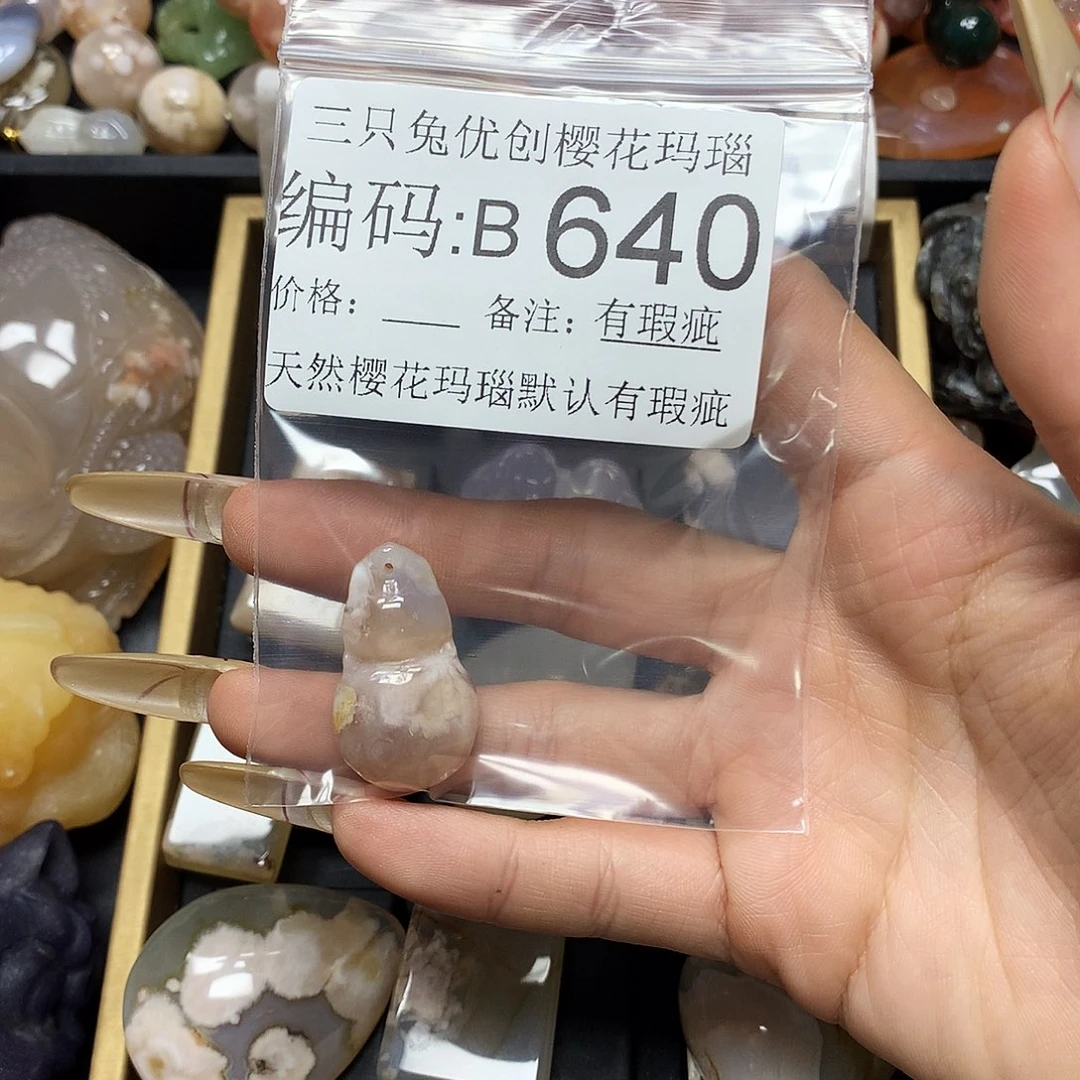 三只兔优创樱花玛瑙
编码:B 640
价格：___ 备注：有瑕疵
天然樱花玛瑙默认有瑕疵